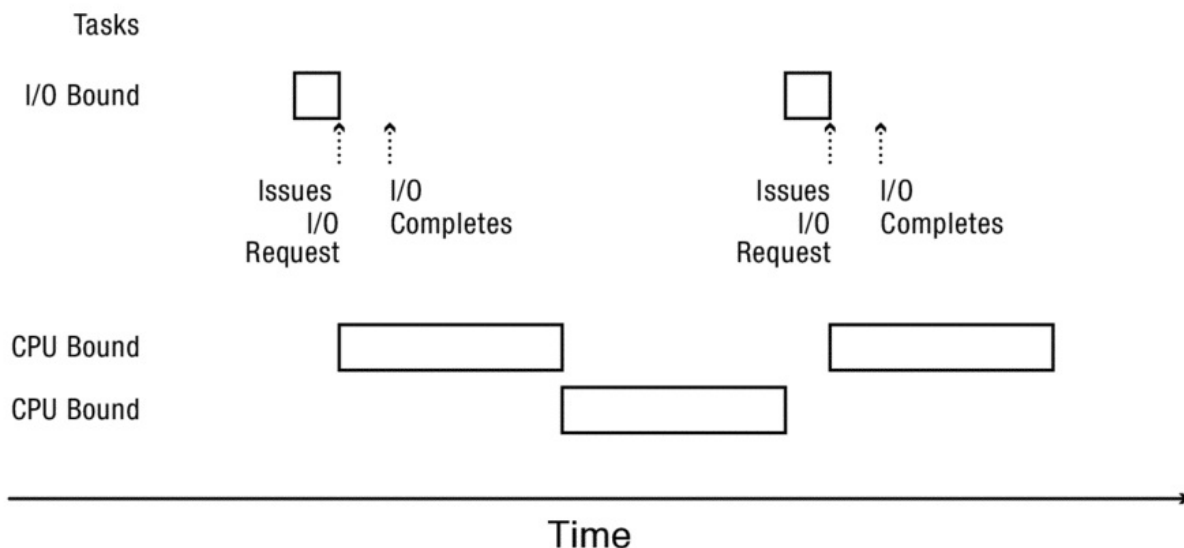 Tasks
I/O Bound
Issues
I/O
Request
I/O
Completes
Issues
I/O
Request
I/O
Completes
CPU Bound
CPU Bound
Time